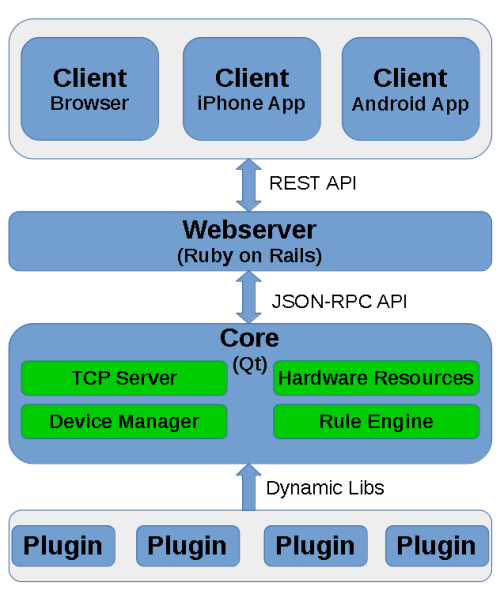 Client
Browser
Client
iPhone App
Client
Android App
REST API
Webserver
(Ruby on Rails)
JSON-RPC API
Core
(Qt)
TCP Server
Hardware Resources
Device Manager
Rule Engine
Dynamic Libs
Plugin
Plugin
Plugin
Plugin